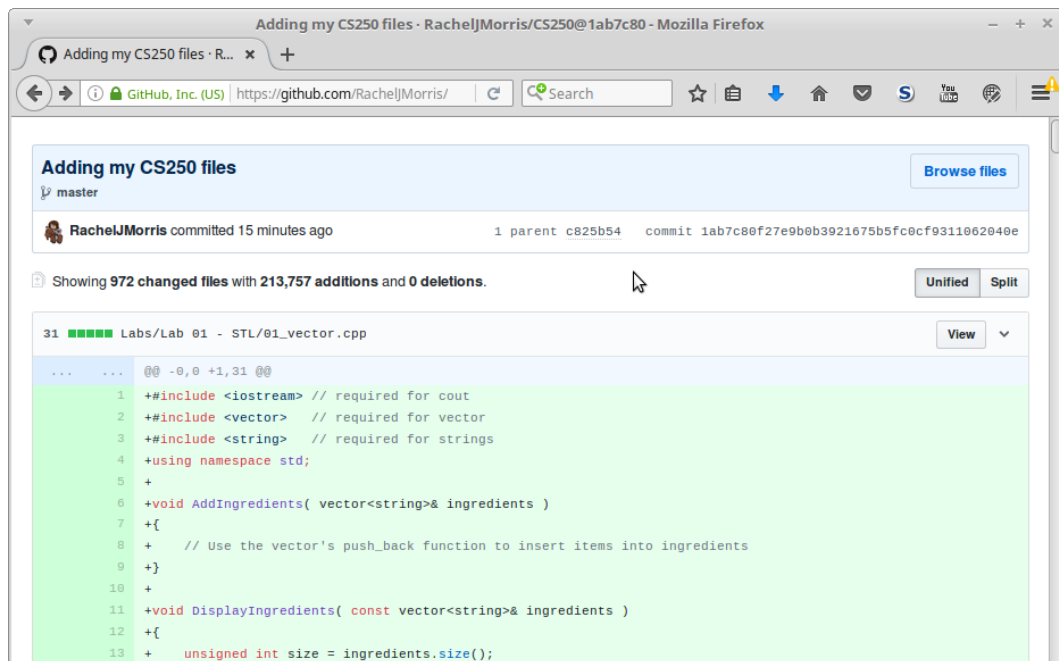 Adding my CS250 files · RachelJMorris/CS250@1ab7c80 - Mozilla Firefox
Adding my CS250 files · R...
GitHub, Inc. (US) https://github.com/RachelJMorris/ Search S You Tube
Adding my CS250 files
Browse files
master
RachelJMorris committed 15 minutes ago 1 parent c825b54 commit 1ab7c80f27e9b0b3921675b5fc0cf9311062040e
Showing 972 changed files with 213,757 additions and 0 deletions. Unified Split
31 Labs/Lab 01 - STL/01_vector.cpp View
... ... @@ -0,0 +1,31 @@
1 +#include <iostream> // required for cout
2 +#include <vector>   // required for vector
3 +#include <string>   // required for strings
4 +using namespace std;
5 +
6 +void AddIngredients( vector<string>& ingredients )
7 +{
8 +    // Use the vector's push_back function to insert items into ingredients
9 +}
10 +
11 +void DisplayIngredients( const vector<string>& ingredients )
12 +{
13 +    unsigned int size = ingredients.size();